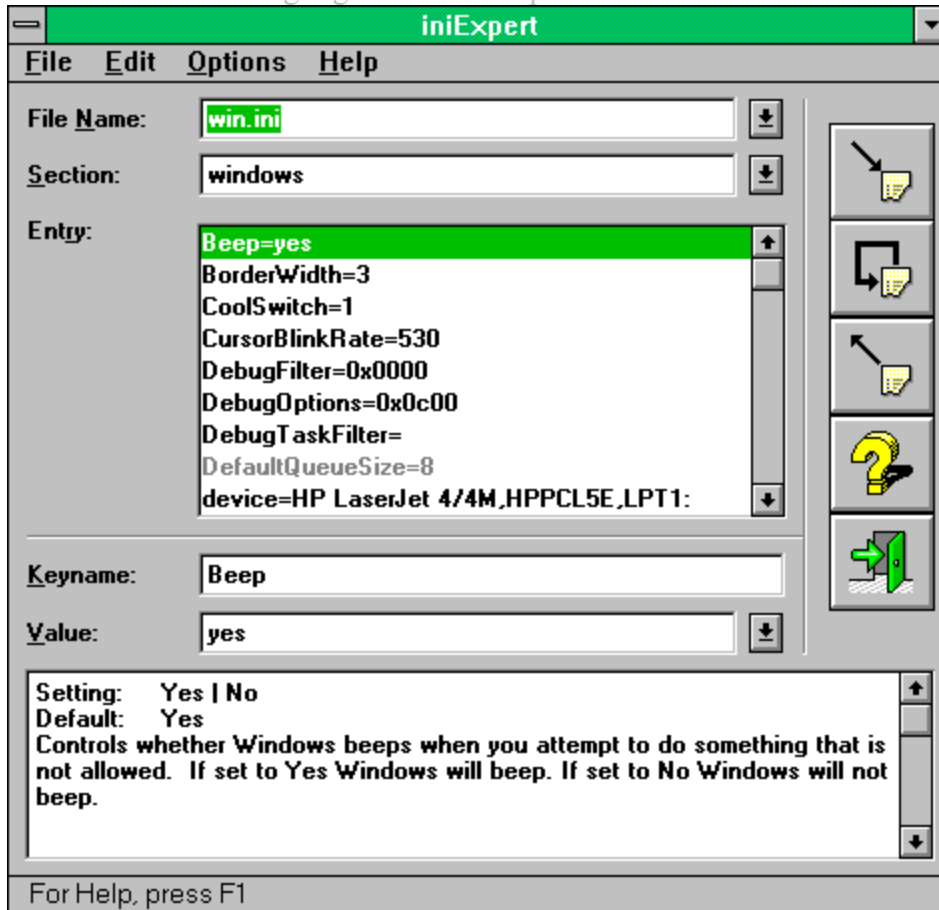 iniExpert
File Edit Options Help
File Name: win.ini
Section: windows
Entry:
Beep=yes
BorderWidth=3
CoolSwitch=1
CursorBlinkRate=530
DebugFilter=0x0000
DebugOptions=0x0c00
DebugTaskFilter=
DefaultQueueSize=8
device=HP LaserJet 4/4M,HPPCL5E,LPT1:
Keyname: Beep
Value: yes
Setting: Yes | No
Default: Yes
Controls whether Windows beeps when you attempt to do something that is
not allowed. If set to Yes Windows will beep. If set to No Windows will not
beep.
For Help, press F1